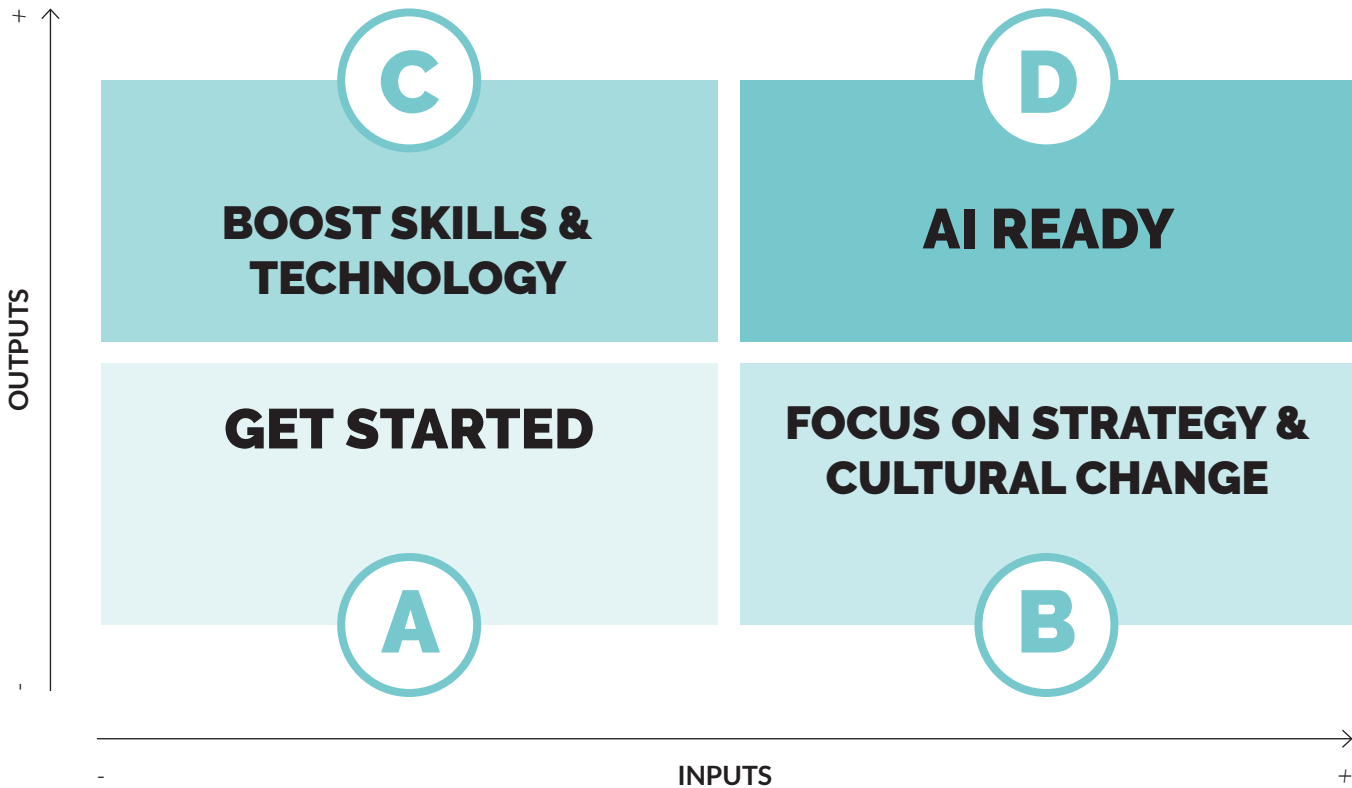 +
C
D
BOOST SKILLS &
TECHNOLOGY
AI READY
OUTPUTS
GET STARTED
FOCUS ON STRATEGY &
CULTURAL CHANGE
A
B
-
-
INPUTS
+